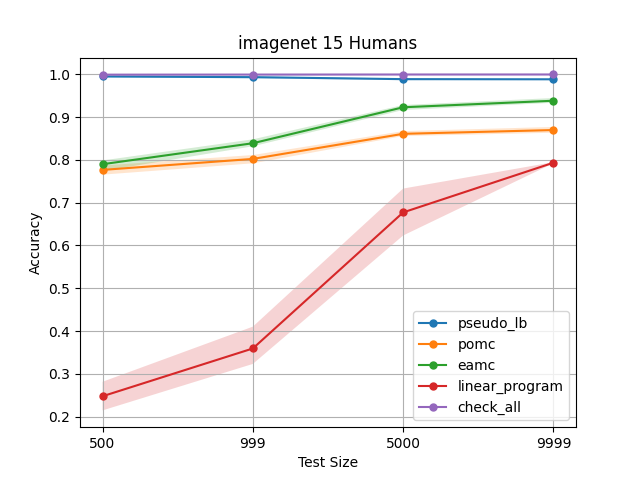 imagenet 15 Humans
Accuracy
1.0
0.9
0.8
0.7
0.6
0.5
0.4
0.3
0.2
pseudo_lb
pomc
eamc
linear_program
check_all
500 999 5000 9999
Test Size